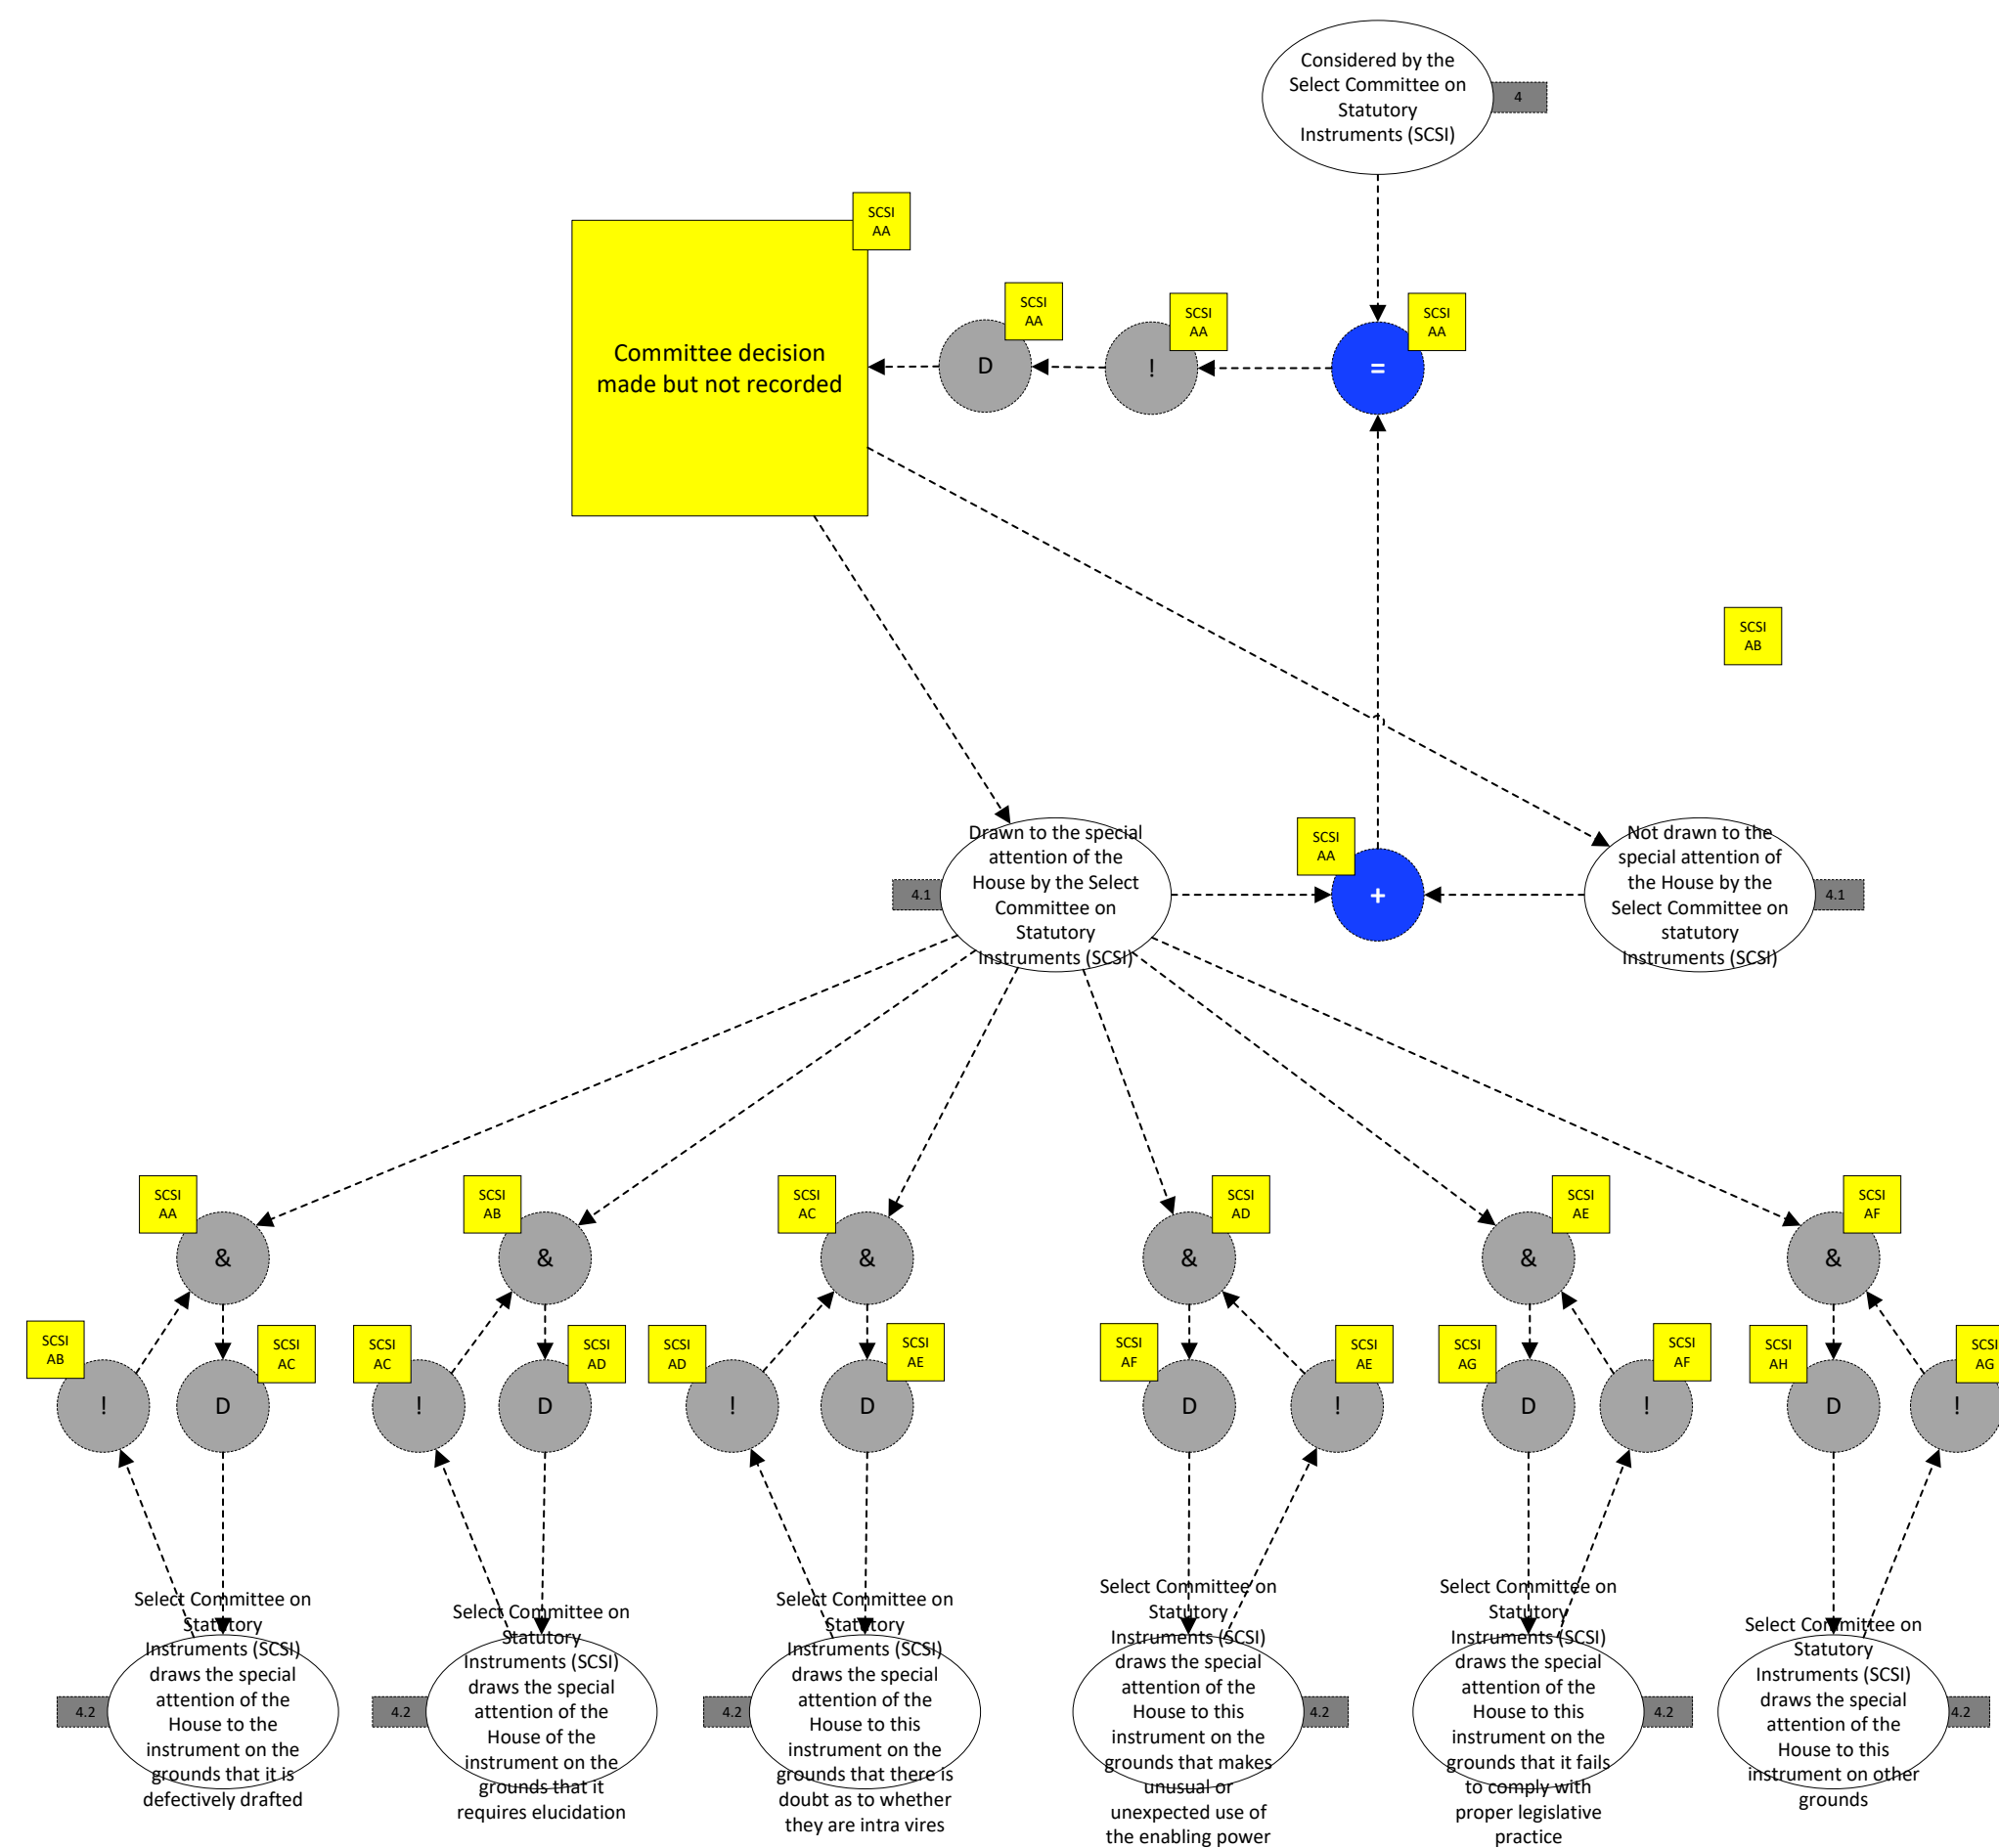 Considered by the
Select Committee on
Statutory
Instruments (SCSI)
4
SCSI
AA
Committee decision
made but not recorded
SCSI
AA
D
SCSI
AA
!
SCSI
AA
=
SCSI
AB
Drawn to the special
attention of the
House by the Select
Committee on
Statutory
Instruments (SCSI)
4.1
SCSI
AA
+
Not drawn to the
special attention of
the House by the
Select Committee on
statutory
Instruments (SCSI)
4.1
SCSI
AA
&
SCSI
AB
&
SCSI
AC
&
SCSI
AD
&
SCSI
AE
&
SCSI
AF
&
SCSI
AB
!
SCSI
AC
D
SCSI
AC
!
SCSI
AD
D
SCSI
AD
!
SCSI
AE
D
SCSI
AF
D
SCSI
AE
!
SCSI
AG
D
SCSI
AF
!
SCSI
AH
D
SCSI
AG
!
4.2
Select Committee on
Statutory
Instruments (SCSI)
draws the special
attention of the
House to the
instrument on the
grounds that it is
defectively drafted
4.2
Select Committee on
Statutory
Instruments (SCSI)
draws the special
attention of the
House of the
instrument on the
grounds that it
requires elucidation
4.2
Select Committee on
Statutory
Instruments (SCSI)
draws the special
attention of the
House to this
instrument on the
grounds that there is
doubt as to whether
they are intra vires
Select Committee on
Statutory
Instruments (SCSI)
draws the special
attention of the
House to this
instrument on the
grounds that makes
unusual or
unexpected use of
the enabling power
4.2
Select Committee on
Statutory
Instruments (SCSI)
draws the special
attention of the
House to this
instrument on the
grounds that it fails
to comply with
proper legislative
practice
4.2
Select Committee on
Statutory
Instruments (SCSI)
draws the special
attention of the
House to this
instrument on other
grounds
4.2